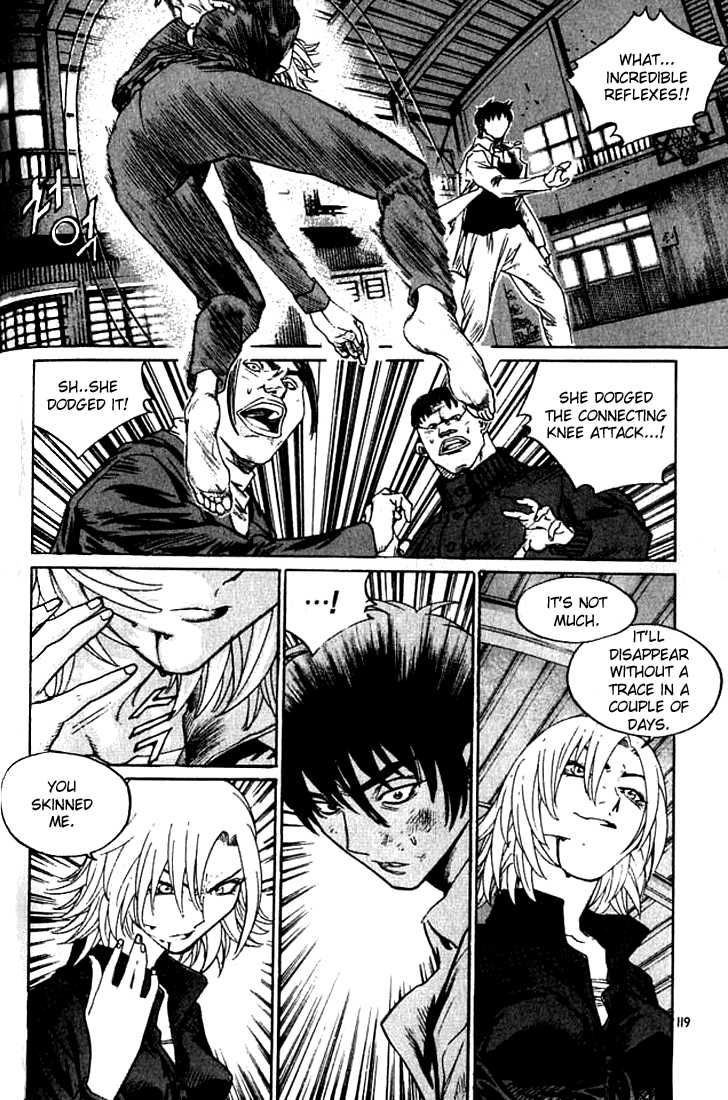 WHAT...
INCREDIBLE
REFLEXES!!
SH..SHE
DODGED IT!
SHE DODGED
THE CONNECTING
KNEE ATTACK...!
...!
IT'S NOT
MUCH.
IT'LL
DISAPPEAR
WITHOUT A
TRACE IN A
COUPLE OF
DAYS.
YOU
SKINNED
ME.
119